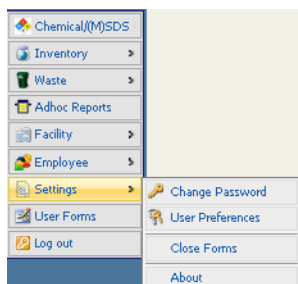 Chemical/(M)SDS
Inventory
Waste
Adhoc Reports
Facility
Employee
Settings
Change Password
User Forms
User Preferences
Log out
Close Forms
About